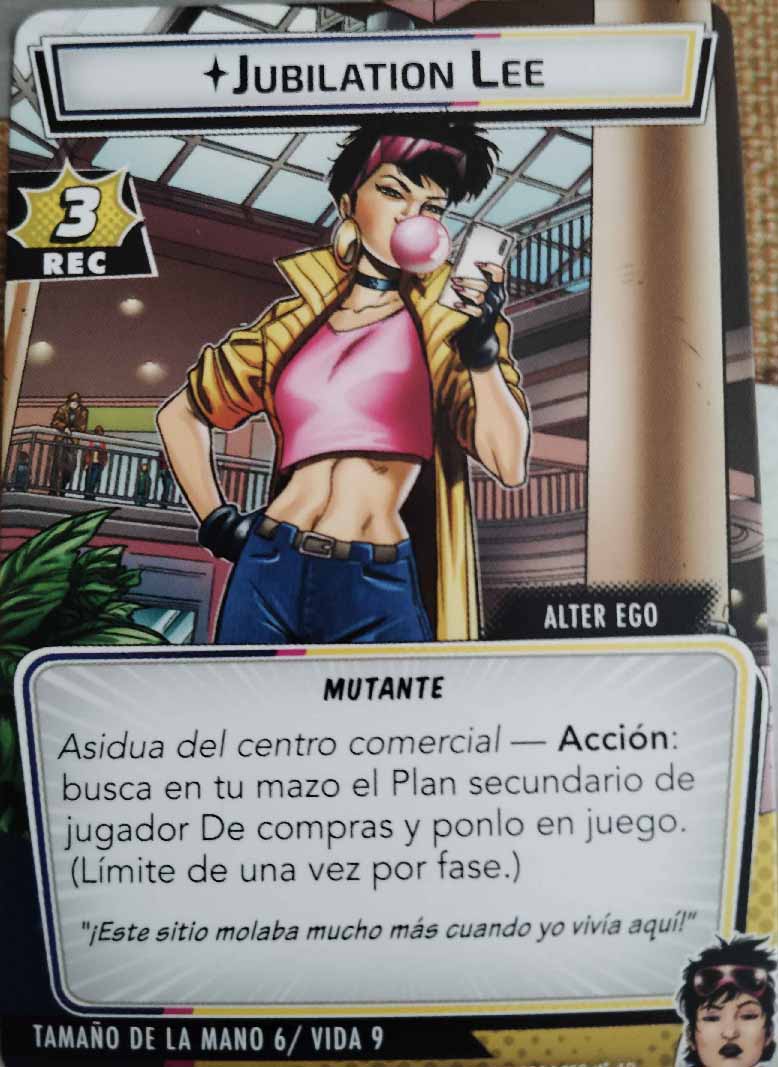 JUBILATION LEE
3
REC
ALTER EGO
MUTANTE
Asidua del centro comercial — Acción:
busca en tu mazo el Plan secundario de
jugador De compras y ponlo en juego.
(Límite de una vez por fase.)
"¡Este sitio molaba mucho más cuando yo vivía aquí!"
TAMAÑO DE LA MANO 6/ VIDA 9